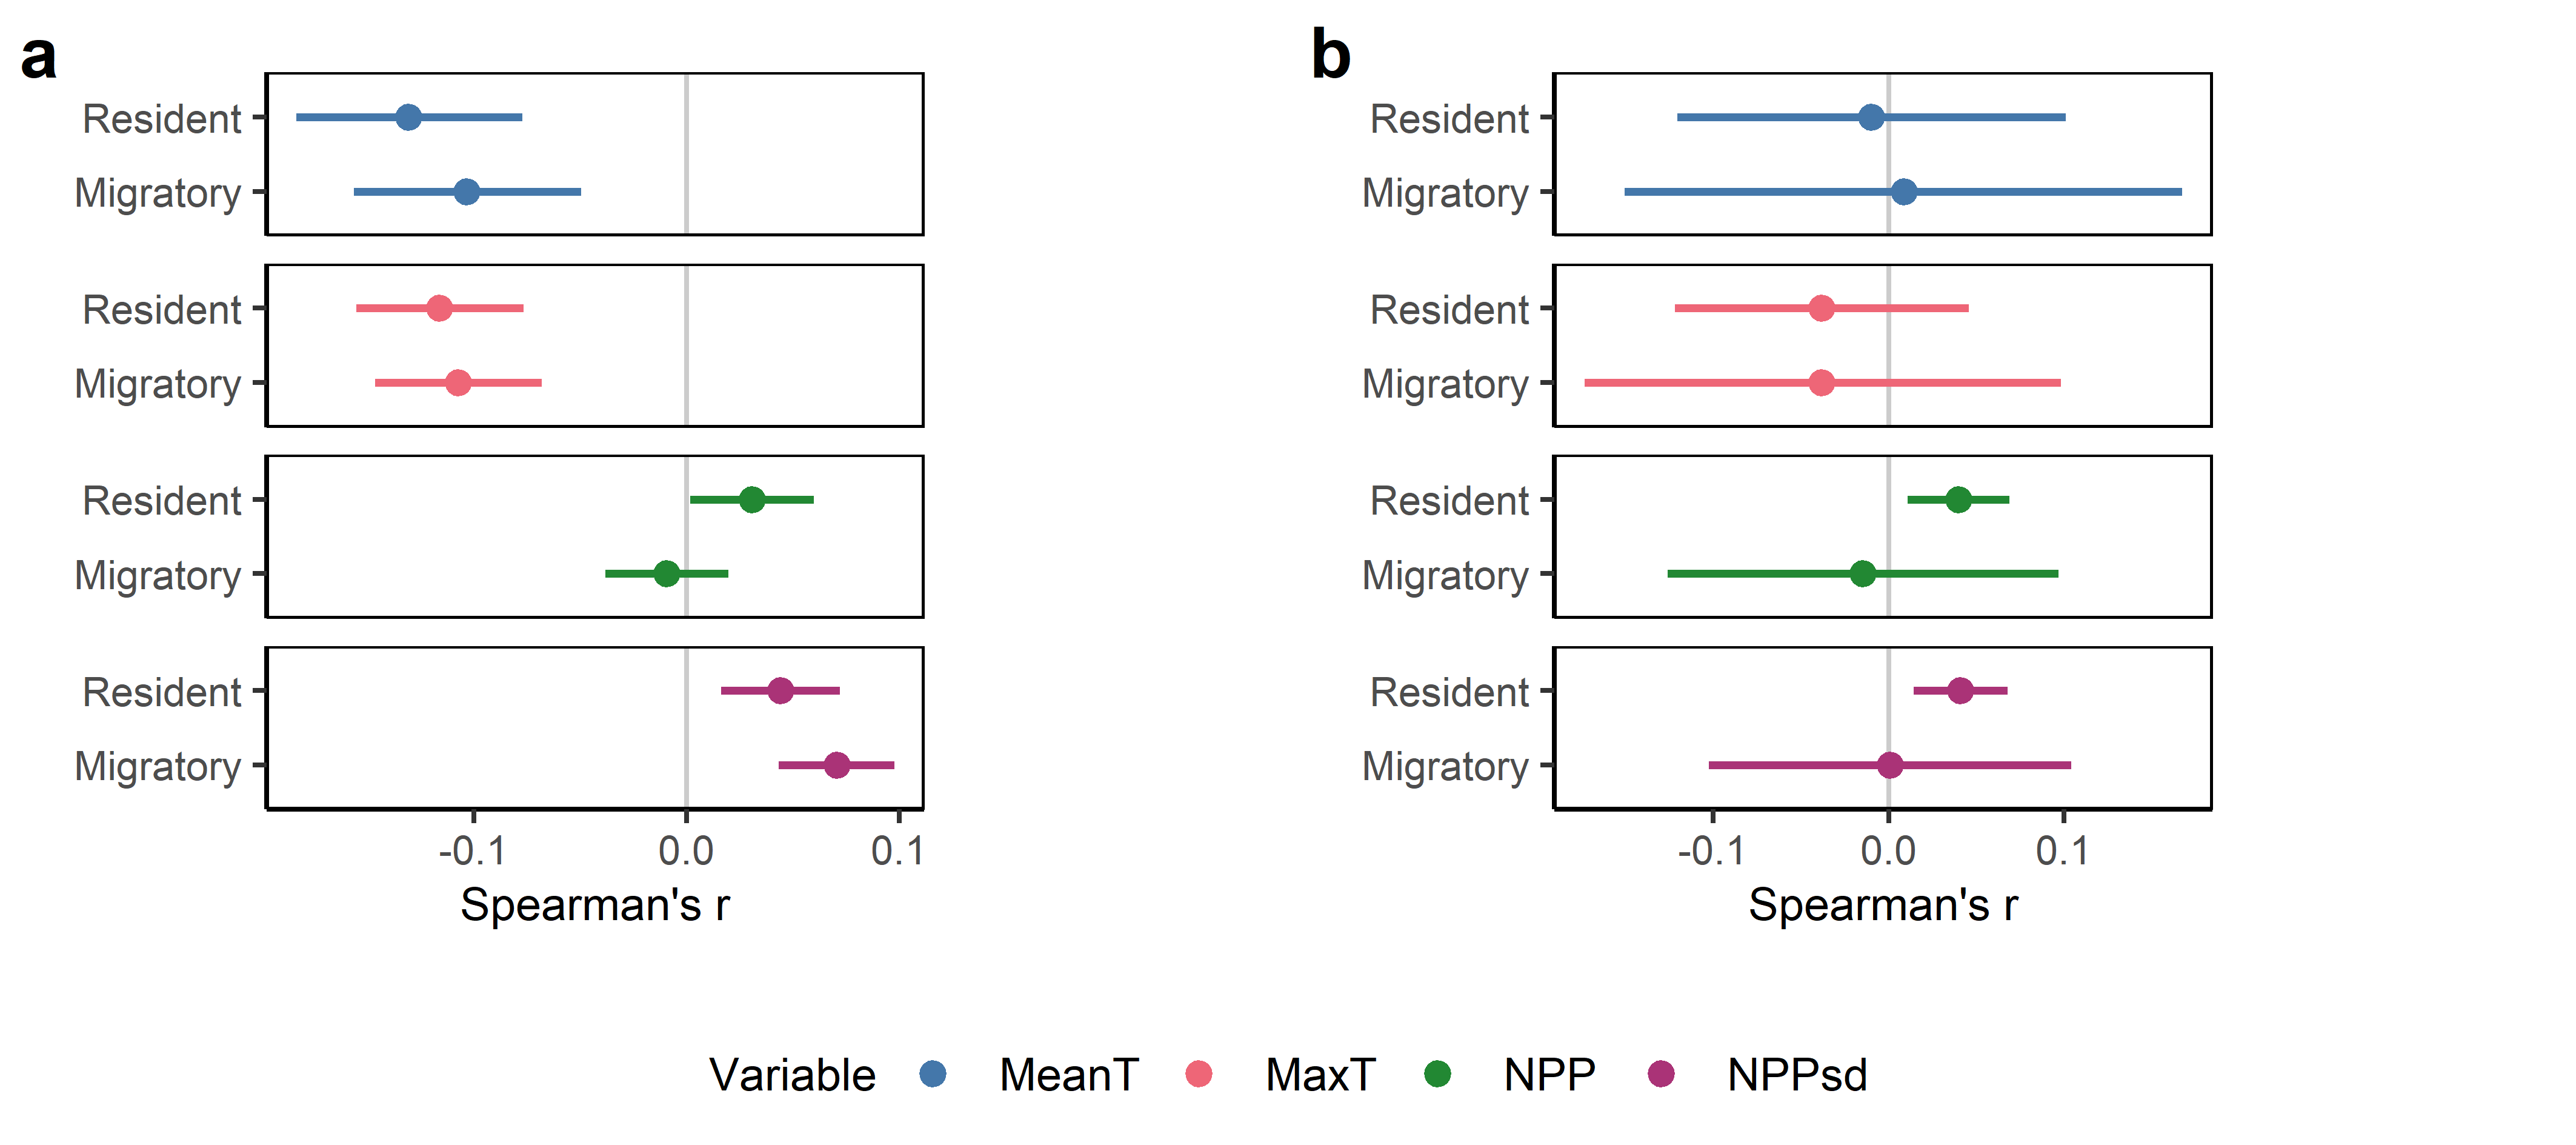 a
Resident
Migratory
Resident
Migratory
Resident
Migratory
Resident
Migratory
-0.1 0.0 0.1
Spearman's r
b
Resident
Migratory
Resident
Migratory
Resident
Migratory
Resident
Migratory
-0.1 0.0 0.1
Spearman's r
Variable MeanT MaxT NPP NPPsd